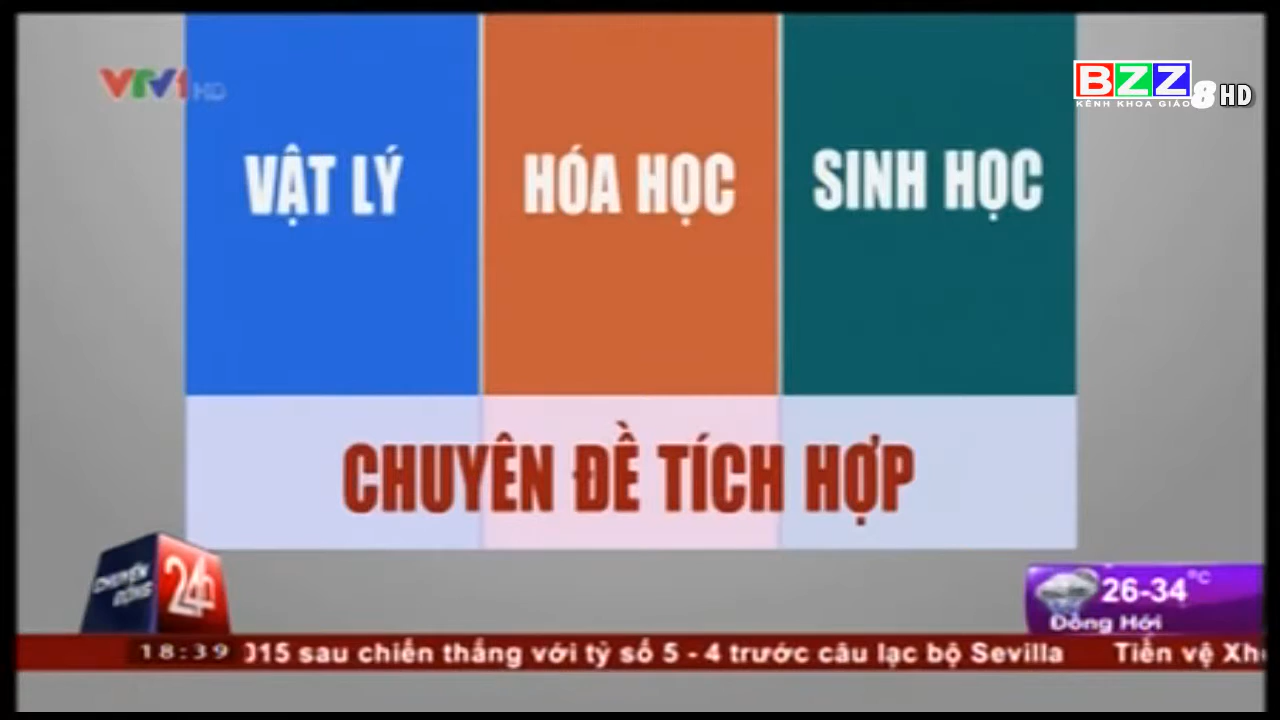 VTV1 HD
BZZ
KÊNH KHOA GIÁO 8 HD
VẬT LÝ
HÓA HỌC
SINH HỌC
CHUYÊN ĐỀ TÍCH HỢP
CHUYỂN ĐỘNG
24h
26-34 °C
Đồng Hới
18:39 015 sau chiến thắng với tỷ số 5 - 4 trước câu lạc bộ Sevilla Tiền vệ Xh